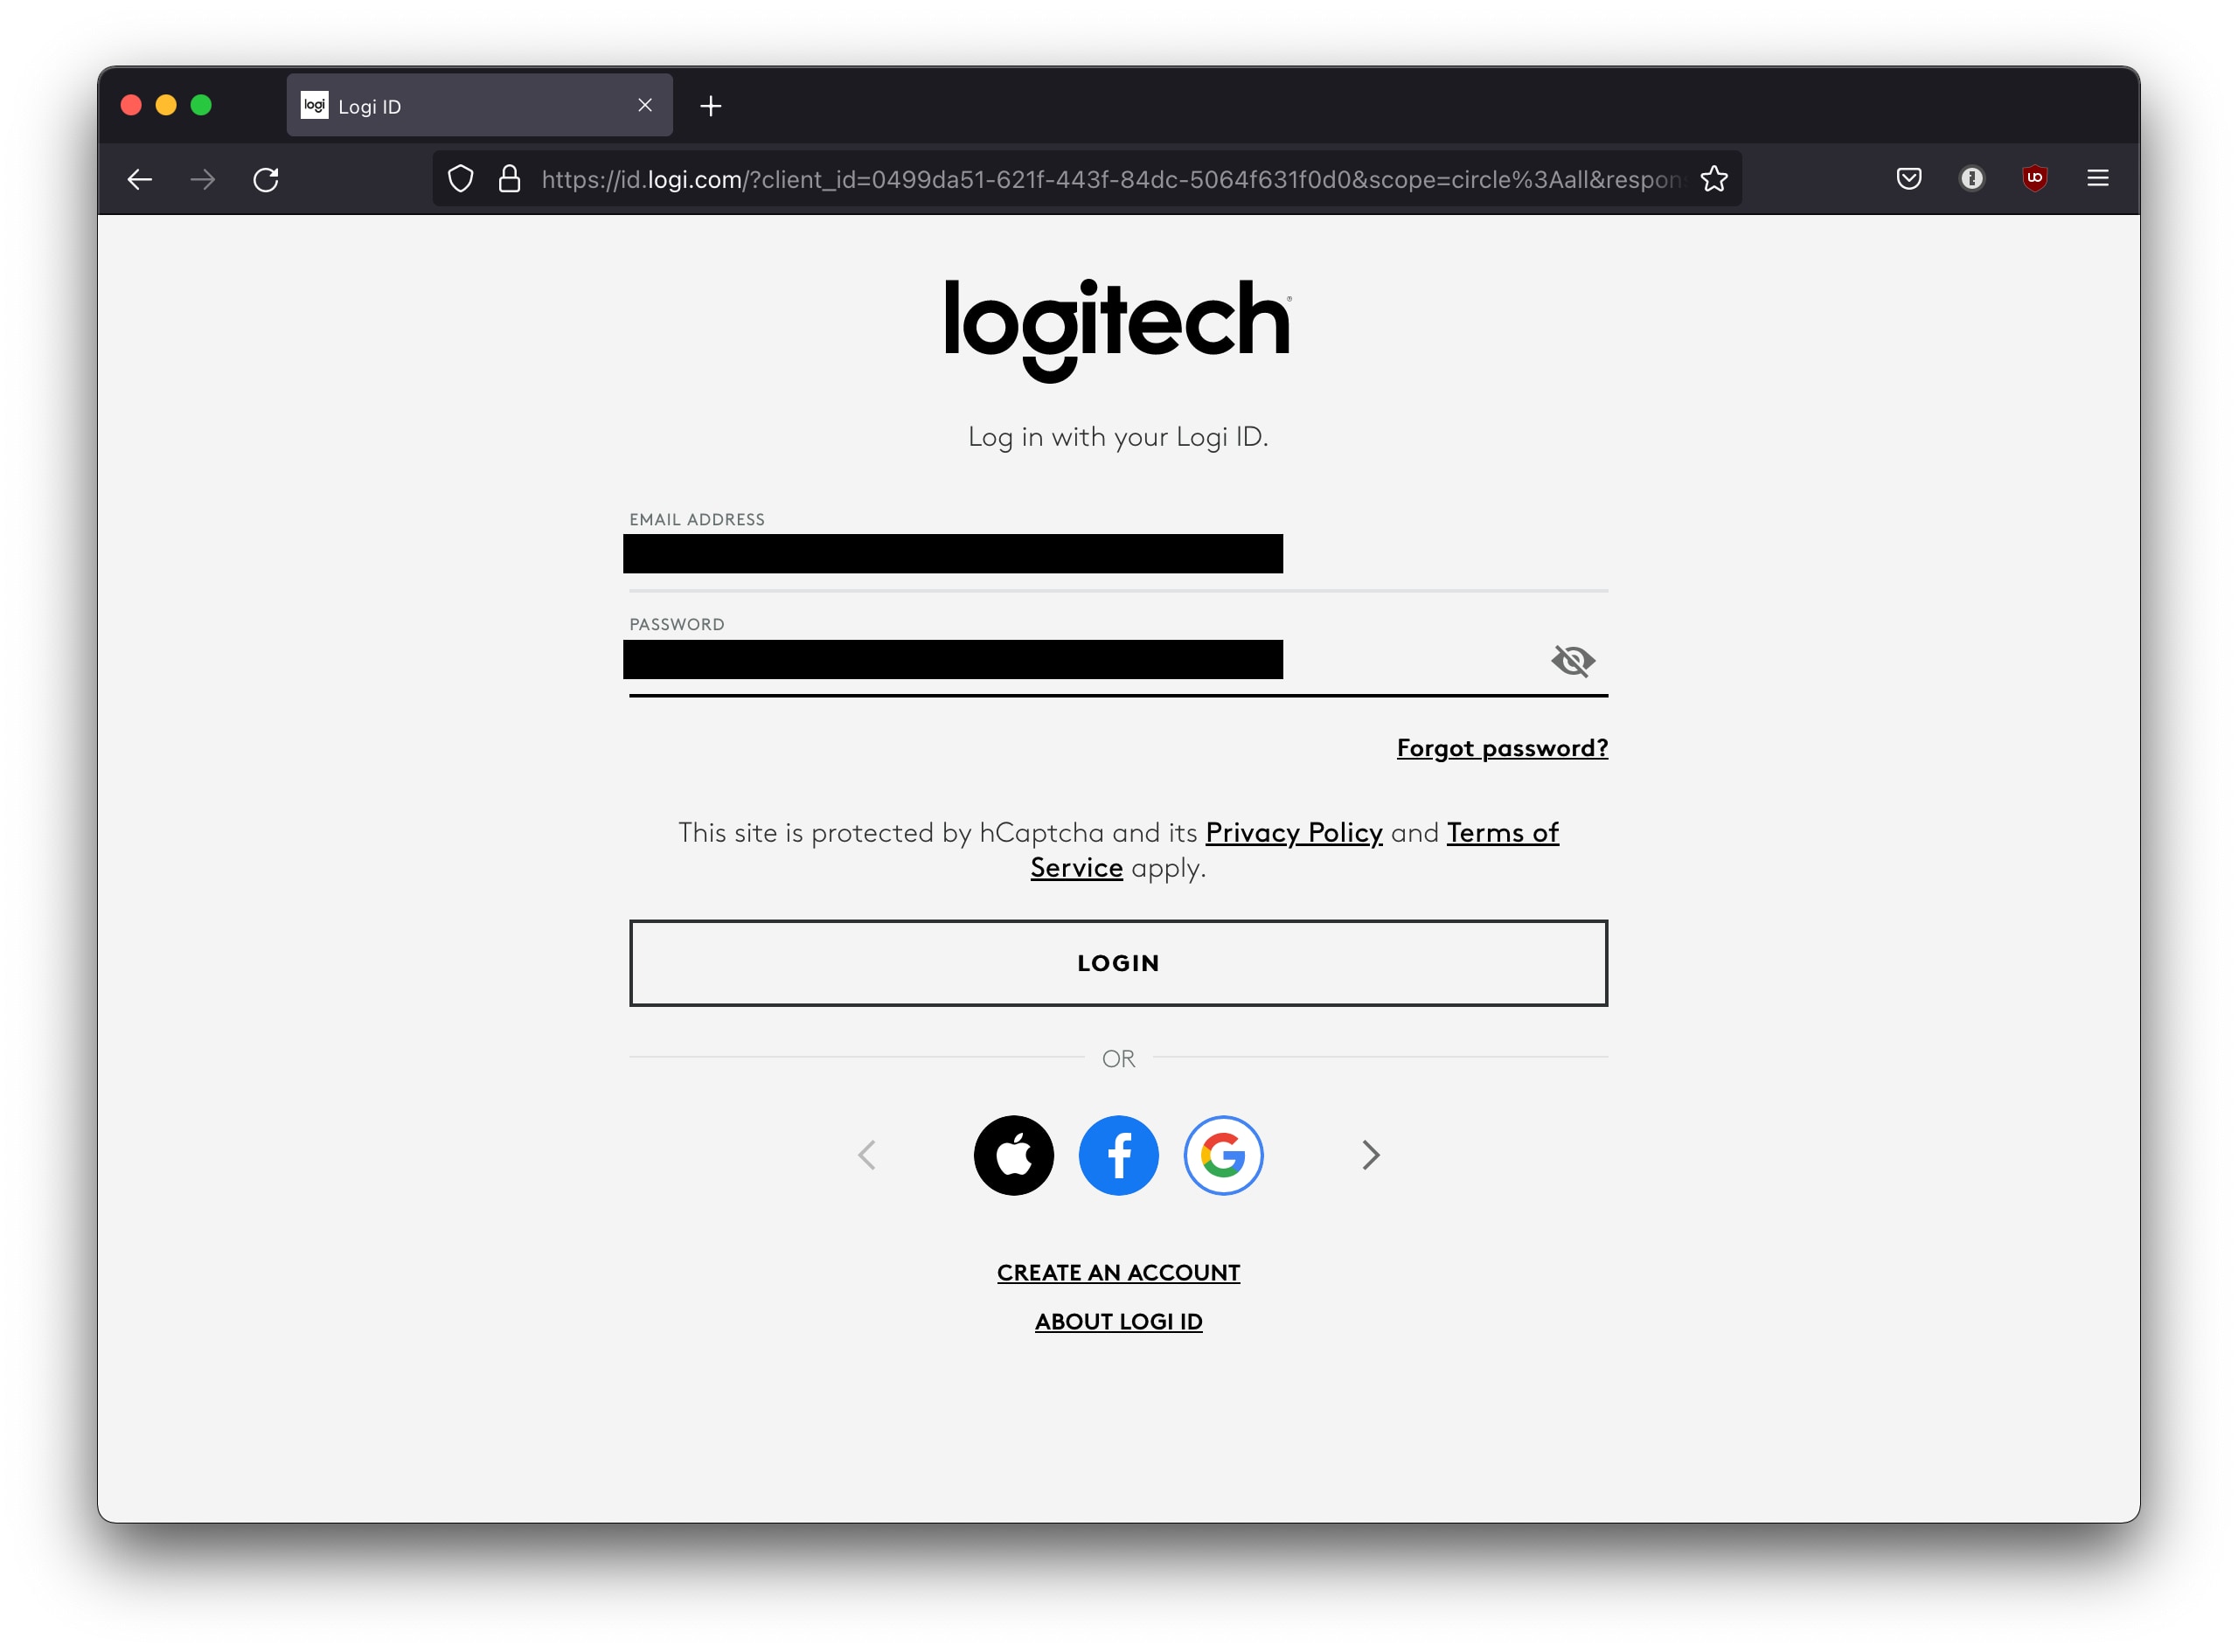 logi Logi ID
https://id.logi.com/?client_id=0499da51-621f-443f-84dc-5064f631f0d0&scope=circle%3Aall&respon
logitech
Log in with your Logi ID.
EMAIL ADDRESS
PASSWORD
Forgot password?
This site is protected by hCaptcha and its Privacy Policy and Terms of
Service apply.
LOGIN
OR
CREATE AN ACCOUNT
ABOUT LOGI ID